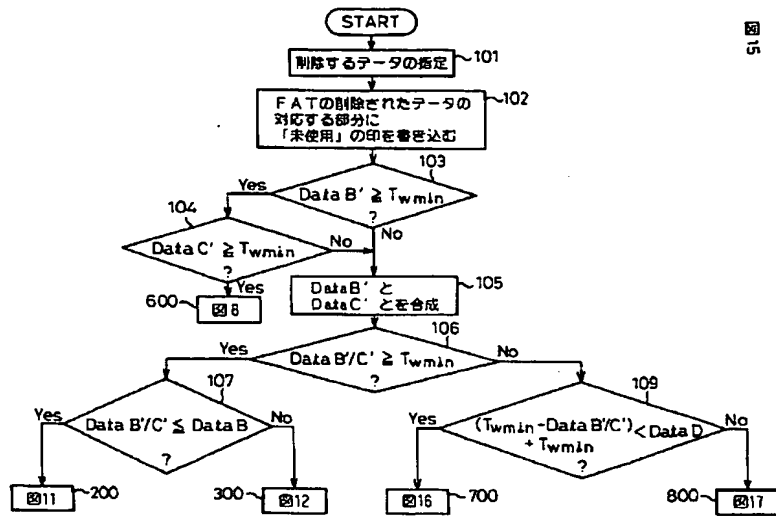 図15
START
削除するデータの指定
101
FATの削除されたデータの
対応する部分に
「未使用」の印を書き込む
102
103
Data B' ≧ Twmin
?
Yes
No
104
Data C' ≧ Twmin
?
No
Yes
600
図8
Data B' と
Data C' とを合成
105
106
Data B'/C' ≧ Twmin
?
Yes
No
107
Data B'/C' ≦ Data B
?
Yes
No
109
(Twmin-Data B'/C')
+ Twmin
< Data D
?
Yes
No
図11
200
300
図12
図16
700
800
図17